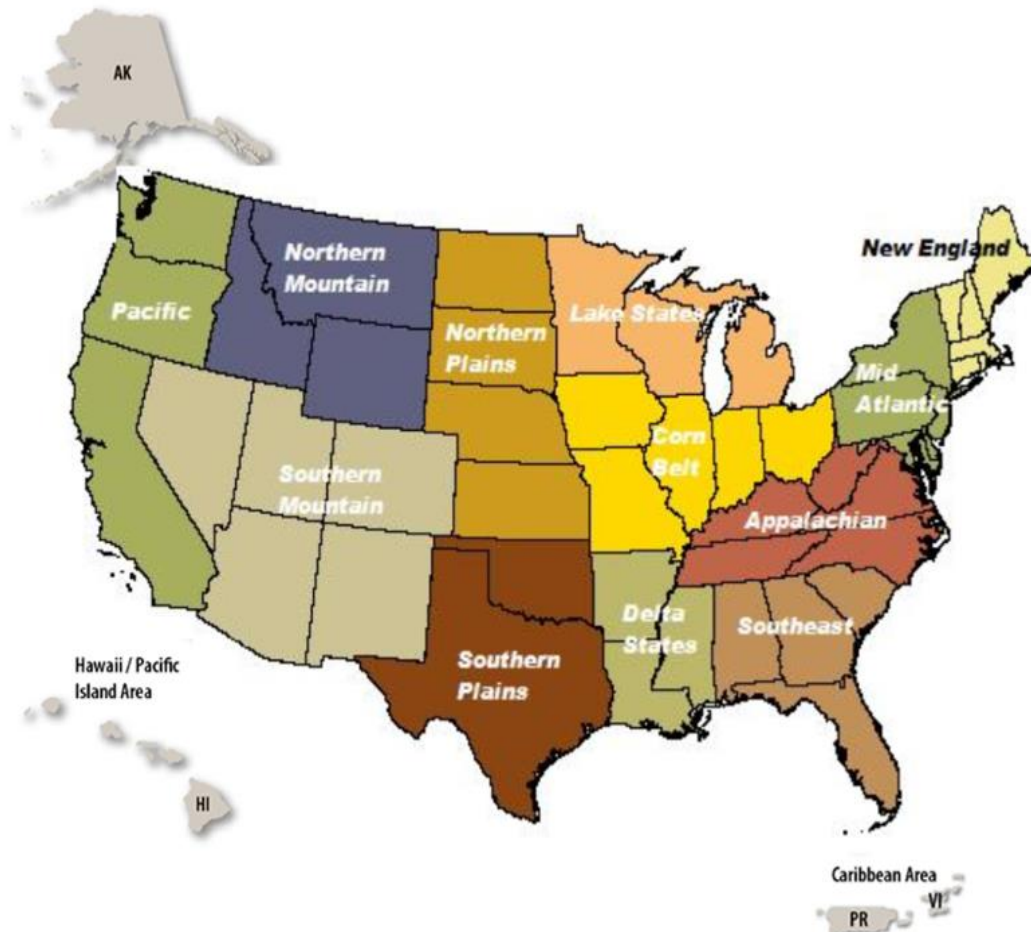 AK
New England
Northern
Mountain
Pacific
Lake States
Northern
Plains
Mid
Atlantic
Corn
Belt
Southern
Mountain
Appalachian
Delta
States
Southeast
Southern
Plains
Hawaii / Pacific
Island Area
HI
Caribbean Area
VI
PR